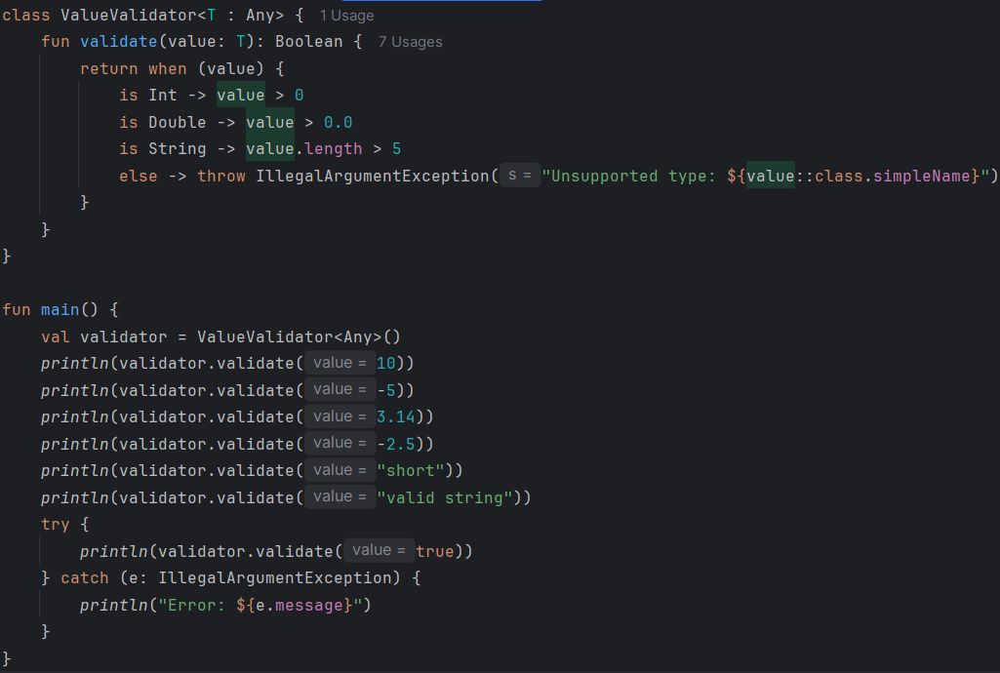 class ValueValidator<T : Any> { 1 Usage
    fun validate(value: T): Boolean { 7 Usages
        return when (value) {
            is Int -> value > 0
            is Double -> value > 0.0
            is String -> value.length > 5
            else -> throw IllegalArgumentException( s = "Unsupported type: ${value::class.simpleName}")
        }
    }
}

fun main() {
    val validator = ValueValidator<Any>()
    println(validator.validate( value = 10))
    println(validator.validate( value = -5))
    println(validator.validate( value = 3.14))
    println(validator.validate( value = -2.5))
    println(validator.validate( value = "short"))
    println(validator.validate( value = "valid string"))
    try {
        println(validator.validate( value = true))
    } catch (e: IllegalArgumentException) {
        println("Error: ${e.message}")
    }
}